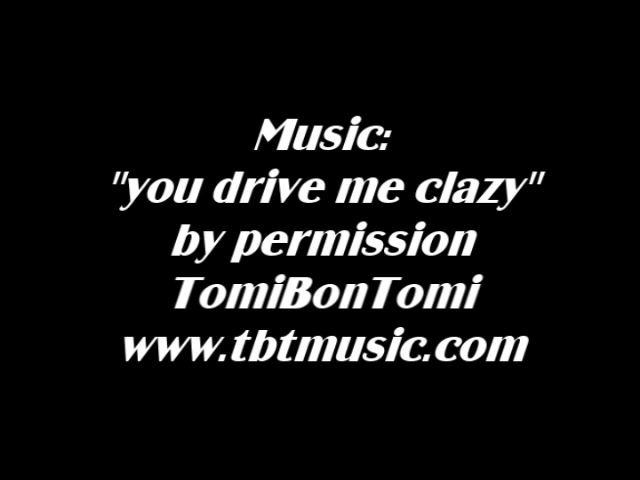 Music:
"you drive me clazy"
by permission
TomiBonTomi
www.tbtmusic.com